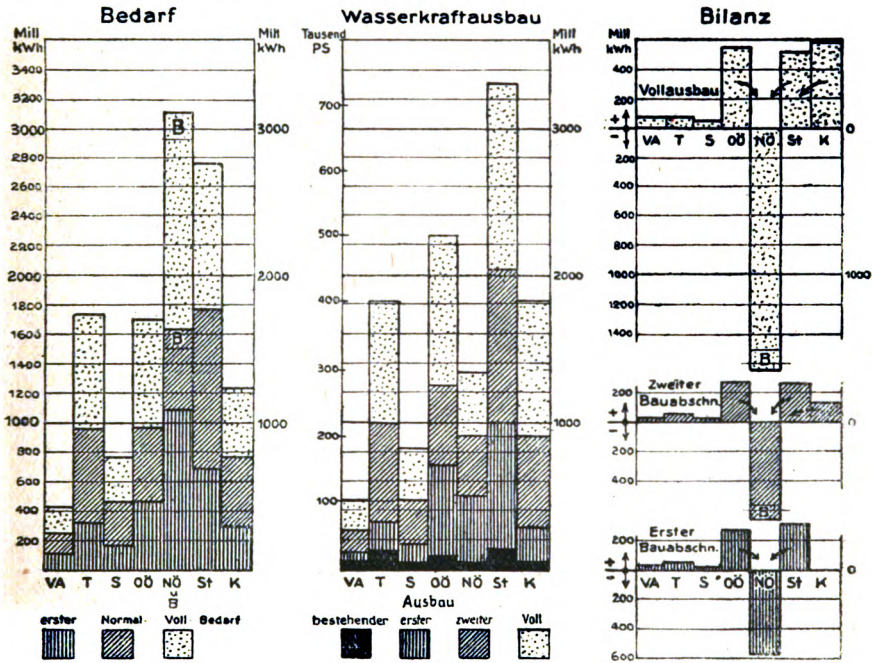 Bedarf
Mill kWh
Mill kWh
3400
3200
3000
2800
2600
2400
2200
2000
1800
1600
1400
1200
1000
800
600
400
200
3000
2000
1000
B
B
VA T S OÖ NÖ St K
u
B
erster Normal- Voll- Bedarf
Wasserkraftausbau
Tausend PS
Mill kWh
700
600
500
400
300
200
100
3000
2000
1000
VA T S OÖ NÖ St K
Ausbau
bestehender erster zweiter Voll
Bilanz
Mill kWh
Mill kWh
400
200
Vollausbau
+
-
0
VA T S OÖ NÖ St K
200
400
600
800
1000
1200
1400
1000
B
Zweiter
Bauabschn.
200
+
-
0
200
400
B
Erster
Bauabschn.
200
+
-
0
VA T S OÖ NÖ St K
200
400
600